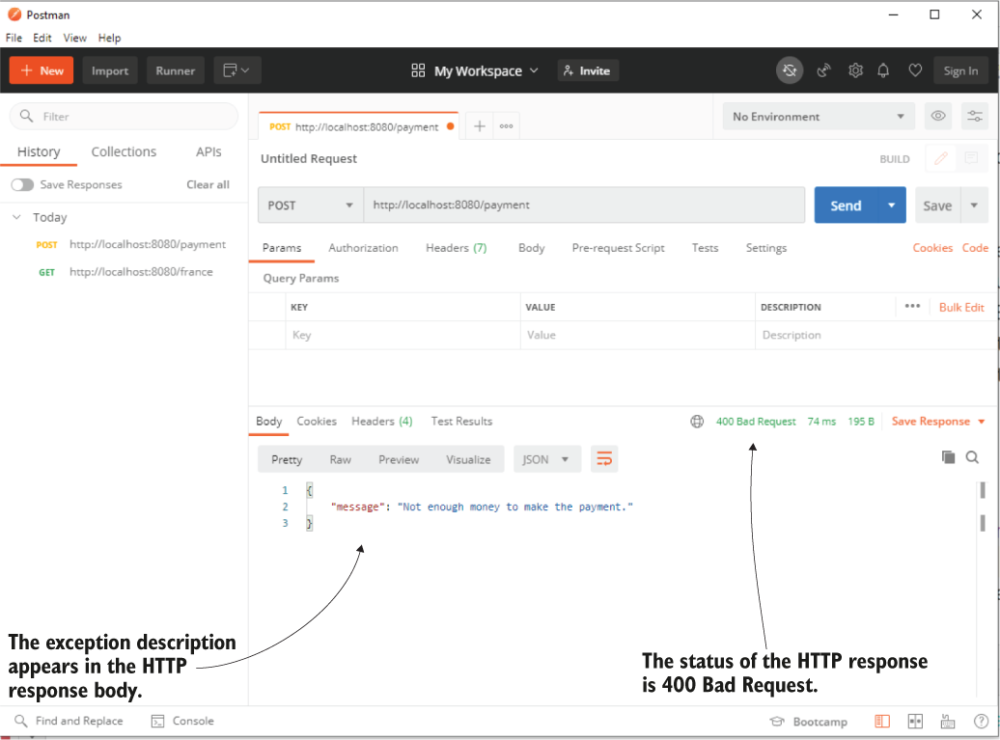 Postman
File Edit View Help
+ New Import Runner My Workspace Invite Sign In
Filter
History Collections APIs
Save Responses Clear all
Today
POST http://localhost:8080/payment
GET http://localhost:8080/france
POST http://localhost:8080/payment + ooo No Environment
Untitled Request BUILD
POST http://localhost:8080/payment Send Save
Params Authorization Headers (7) Body Pre-request Script Tests Settings Cookies Code
Query Params
KEY VALUE DESCRIPTION ••• Bulk Edit
Key Value Description
Body Cookies Headers (4) Test Results 400 Bad Request 74 ms 195 B Save Response
Pretty Raw Preview Visualize JSON
1 {
2 "message": "Not enough money to make the payment."
3 }
The exception description
appears in the HTTP
response body.
The status of the HTTP response
is 400 Bad Request.
Find and Replace Console Bootcamp ?